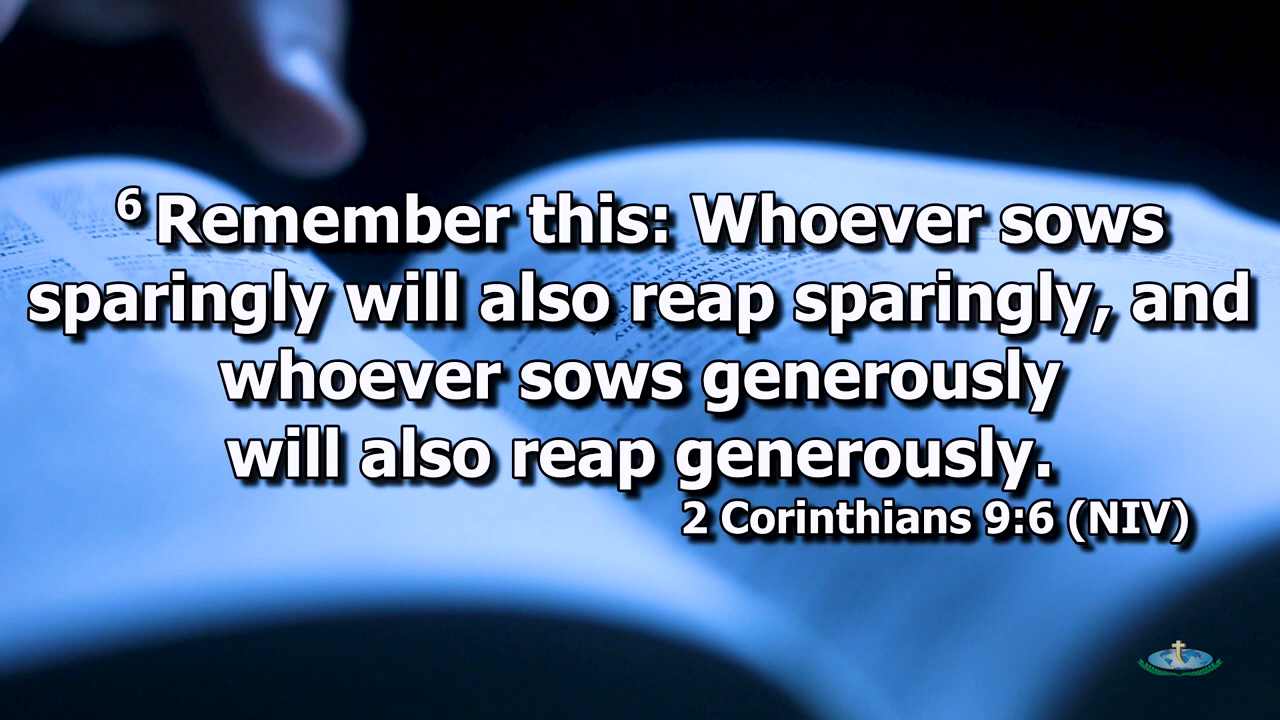 6 Remember this: Whoever sows
sparingly will also reap sparingly, and
whoever sows generously
will also reap generously.
2 Corinthians 9:6 (NIV)